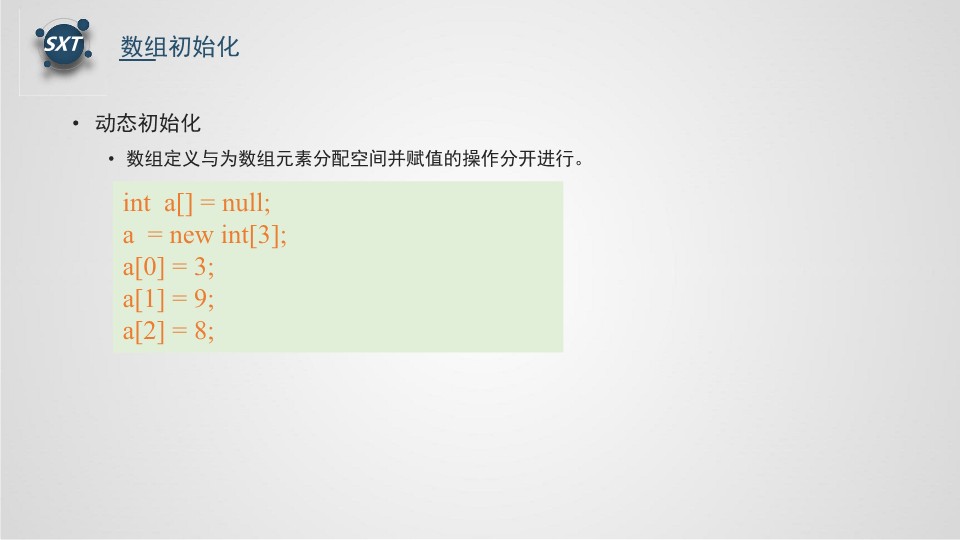 SXT
数组初始化
• 动态初始化
• 数组定义与为数组元素分配空间并赋值的操作分开进行。
int  a[] = null;
a  = new int[3];
a[0] = 3;
a[1] = 9;
a[2] = 8;